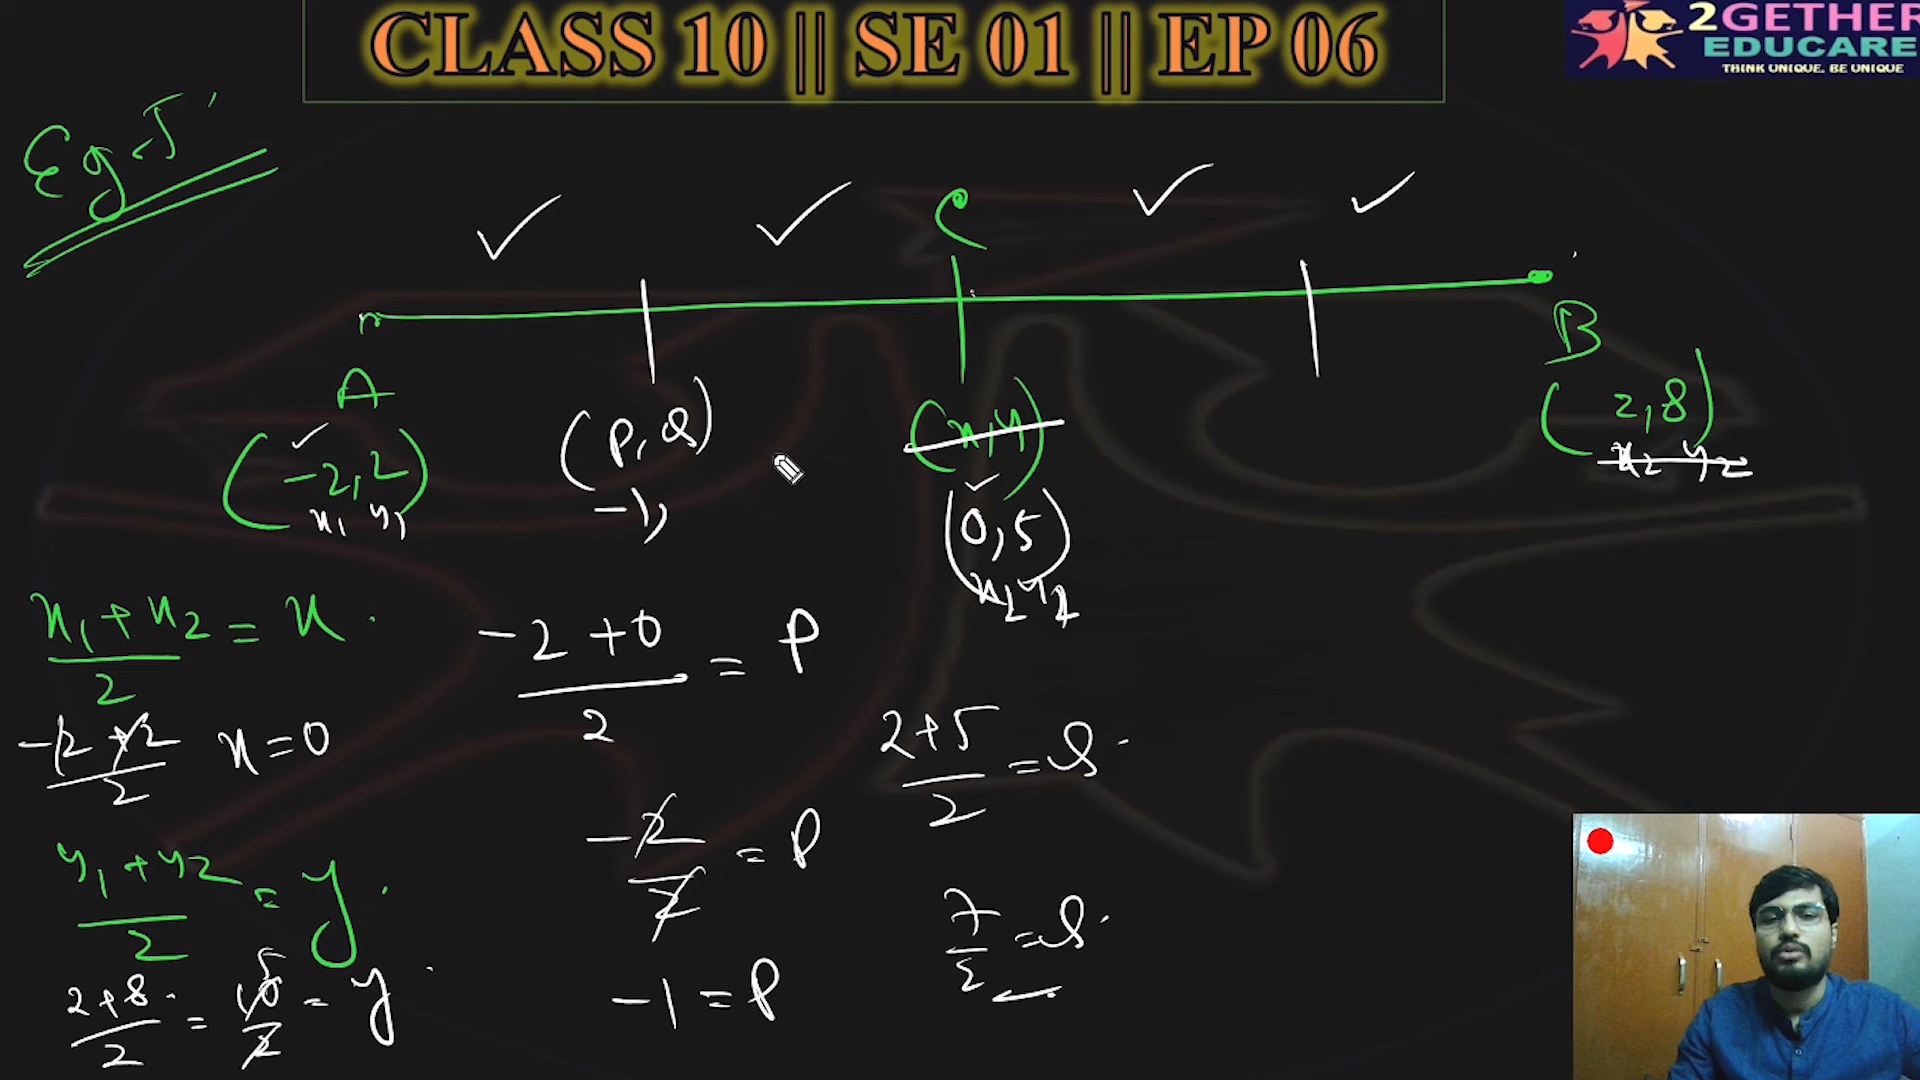 CLASS 10 || SE 01 || EP 06
2GETHER
EDUCARE
THINK UNIQUE. BE UNIQUE
Eg-5
C
A
B
(-2, 2)
x1 y1
(P, Q)
-1,
(x, y)
(0, 5)
x2 y2
(2, 8)
x2 y2
x1 + x2 / 2 = x
-2 + 2 / 2 x = 0
y1 + y2 / 2 = y
2 + 8 / 2 = 10 / 2 = y
5
-2 + 0 / 2 = P
-2 / 2 = P
-1 = P
2 + 5 / 2 = Q
7 / 2 = Q